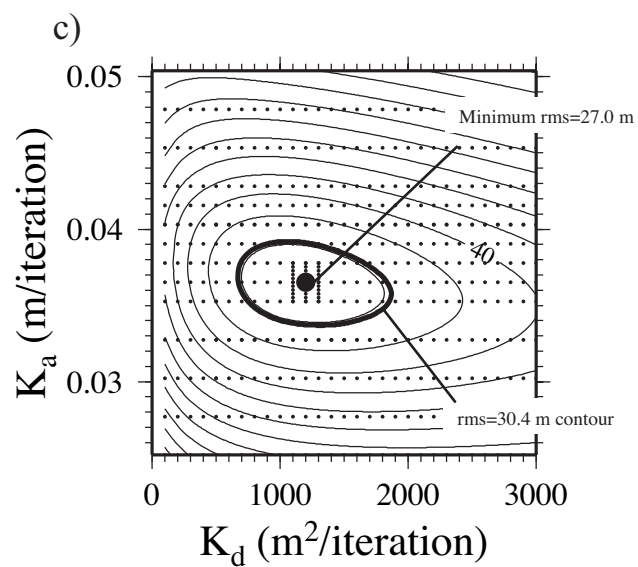 c)
0.05
Minimum rms=27.0 m
0.04
40
K_a (m/iteration)
0.03
rms=30.4 m contour
0 1000 2000 3000
K_d (m²/iteration)